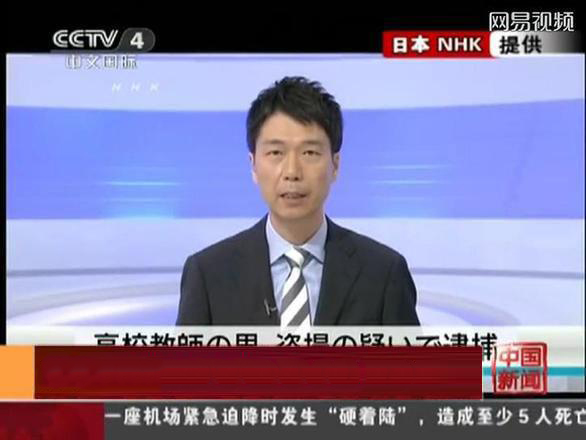 CCTV 4
中文国际
NHK
网易视频
日本 NHK 提供
高校教師の男 盗撮の疑いで逮捕
中国
新闻
一座机场紧急迫降时发生“硬着陆”，造成至少5人死亡